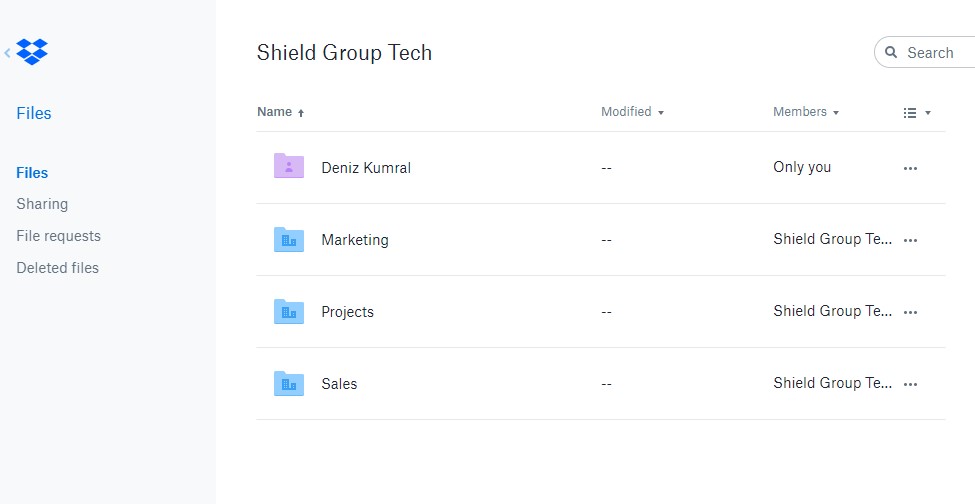 Shield Group Tech
Search
Files
Name Modified Members
Files
Sharing
File requests
Deleted files
Deniz Kumral -- Only you
Marketing -- Shield Group Te...
Projects -- Shield Group Te...
Sales -- Shield Group Te...